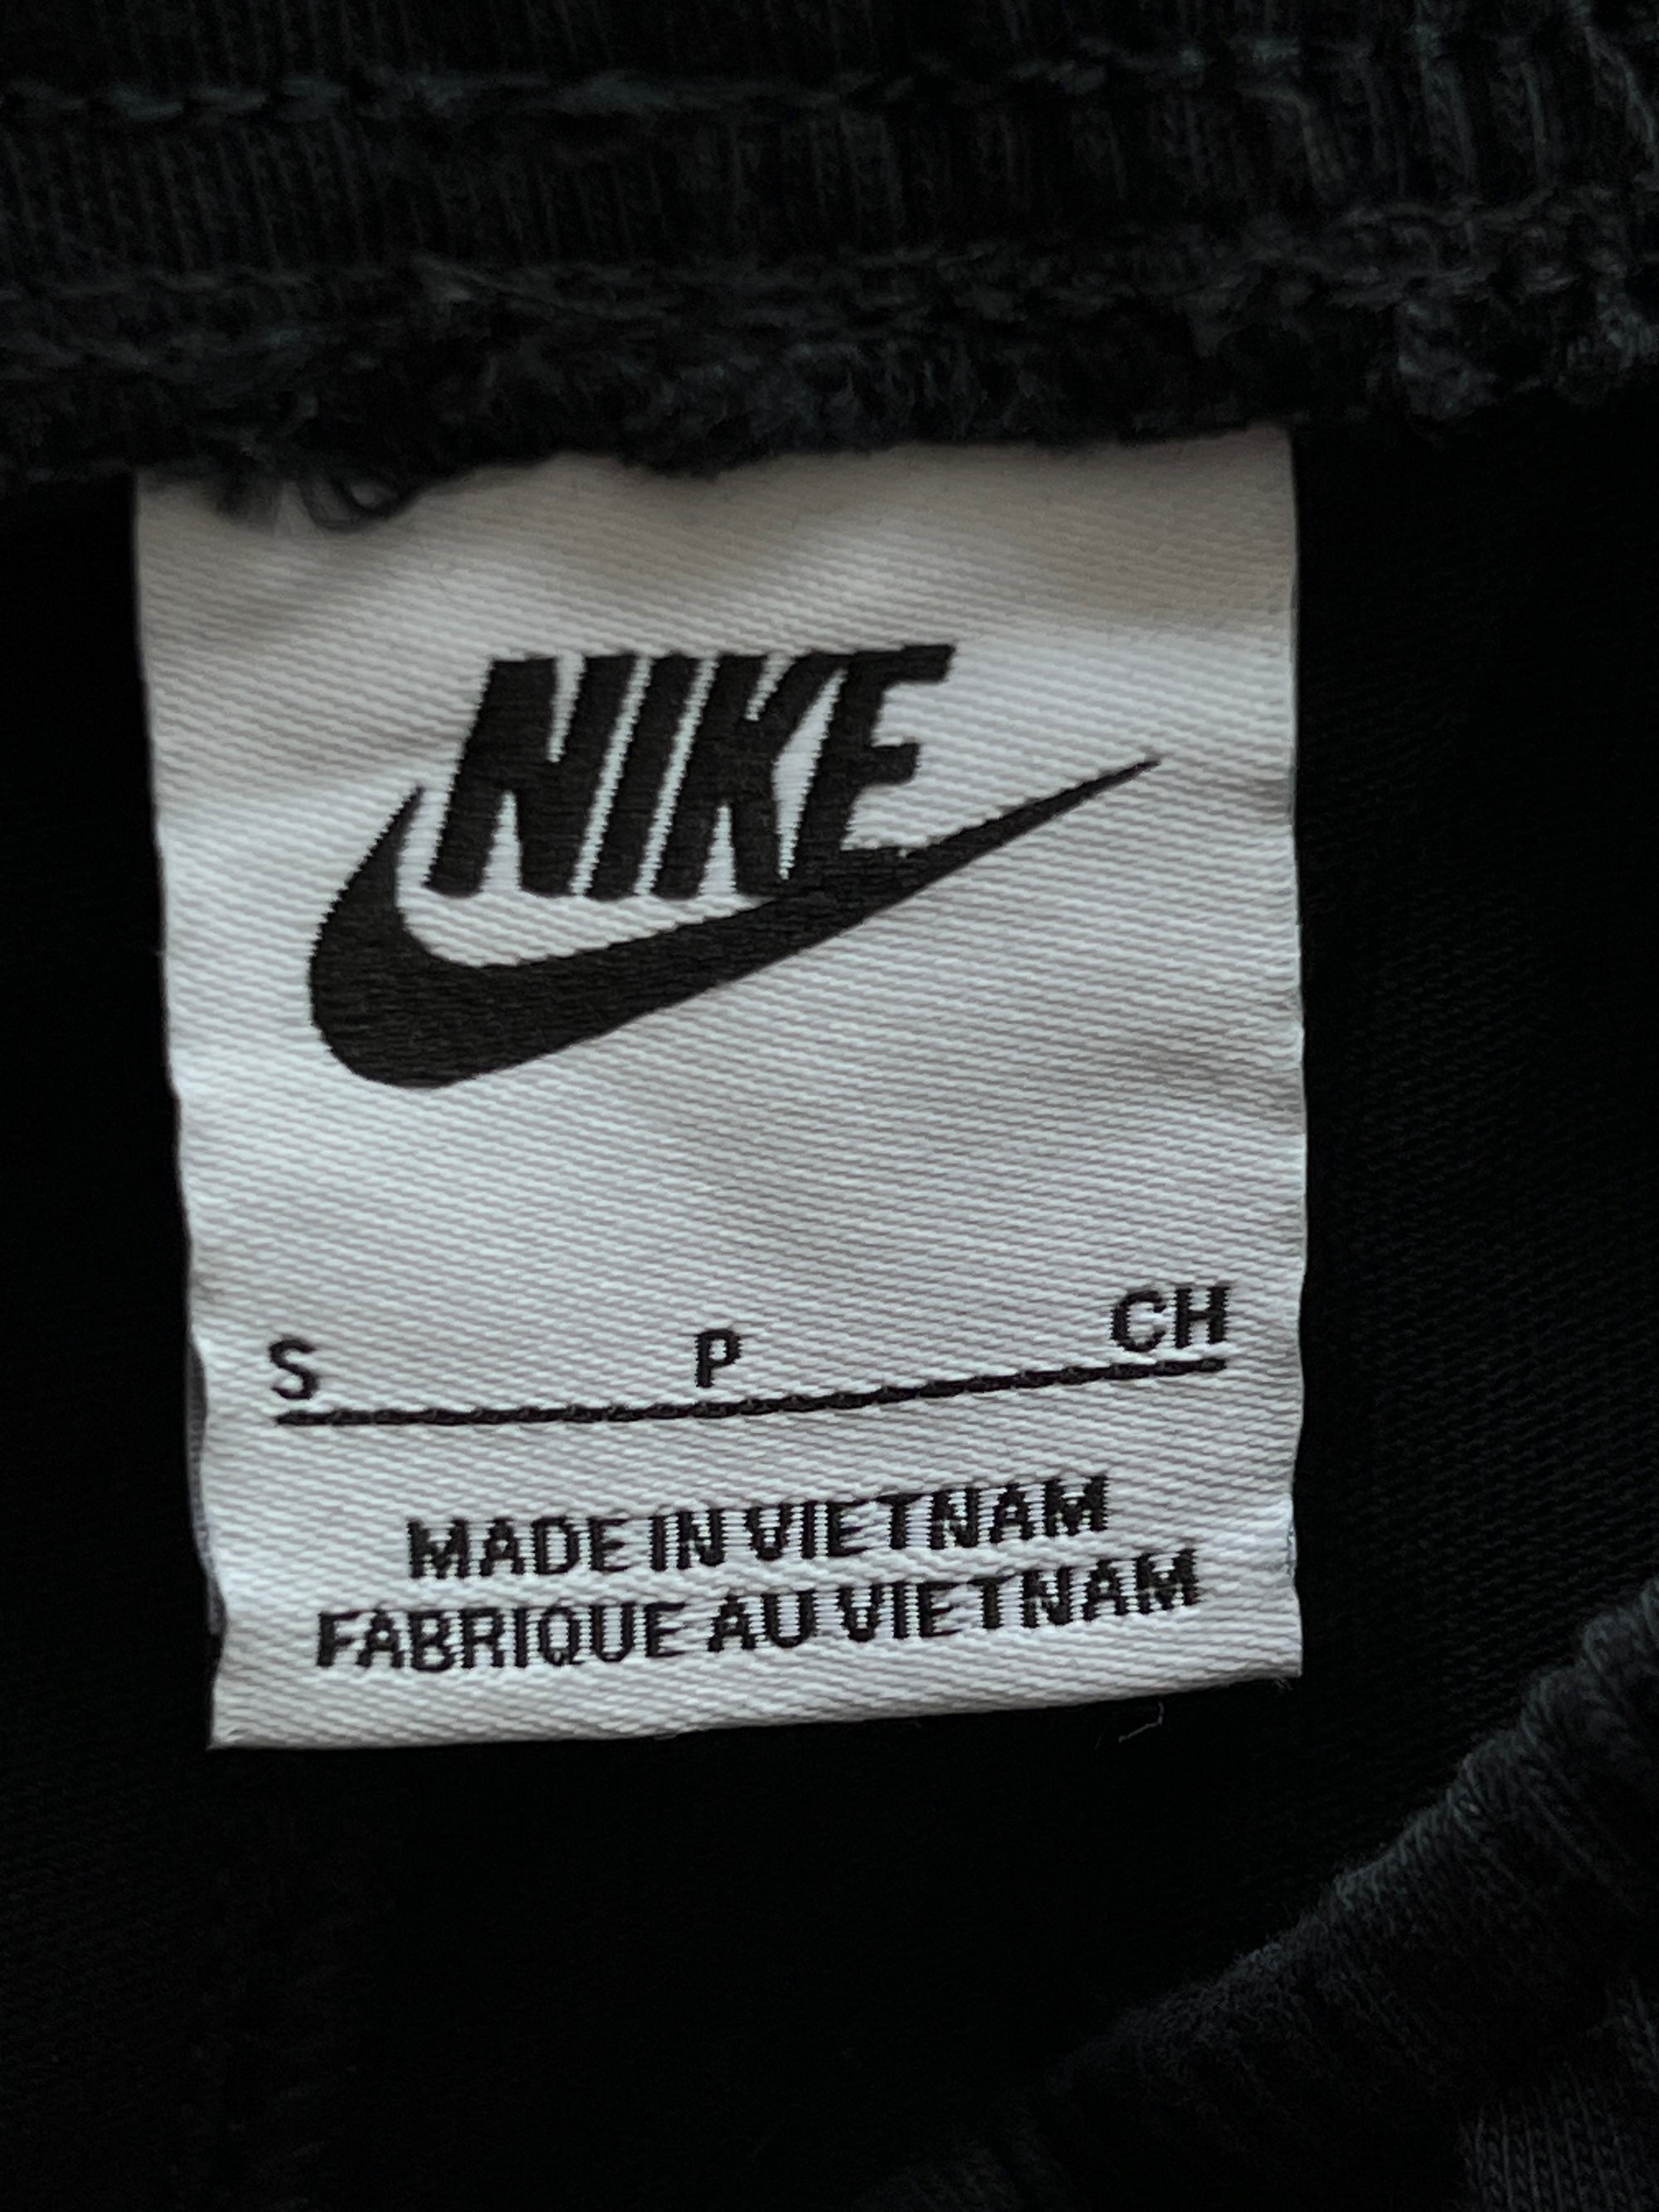 NIKE
S P CH
MADE IN VIETNAM
FABRIQUE AU VIETNAM